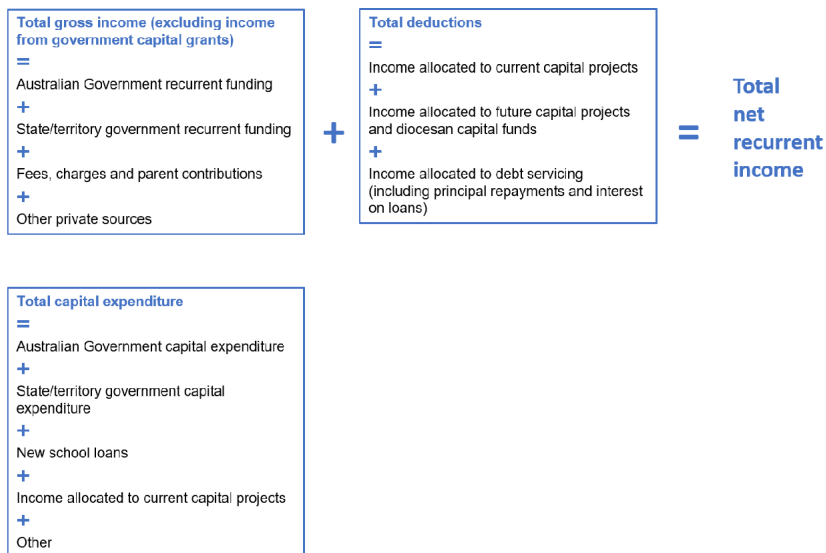 Total gross income (excluding income
from government capital grants)
=
Australian Government recurrent funding
+
State/territory government recurrent funding
+
Fees, charges and parent contributions
+
Other private sources
+
Total deductions
=
Income allocated to current capital projects
+
Income allocated to future capital projects
and diocesan capital funds
+
Income allocated to debt servicing
(including principal repayments and interest
on loans)
=
Total
net
recurrent
income
Total capital expenditure
=
Australian Government capital expenditure
+
State/territory government capital
expenditure
+
New school loans
+
Income allocated to current capital projects
+
Other